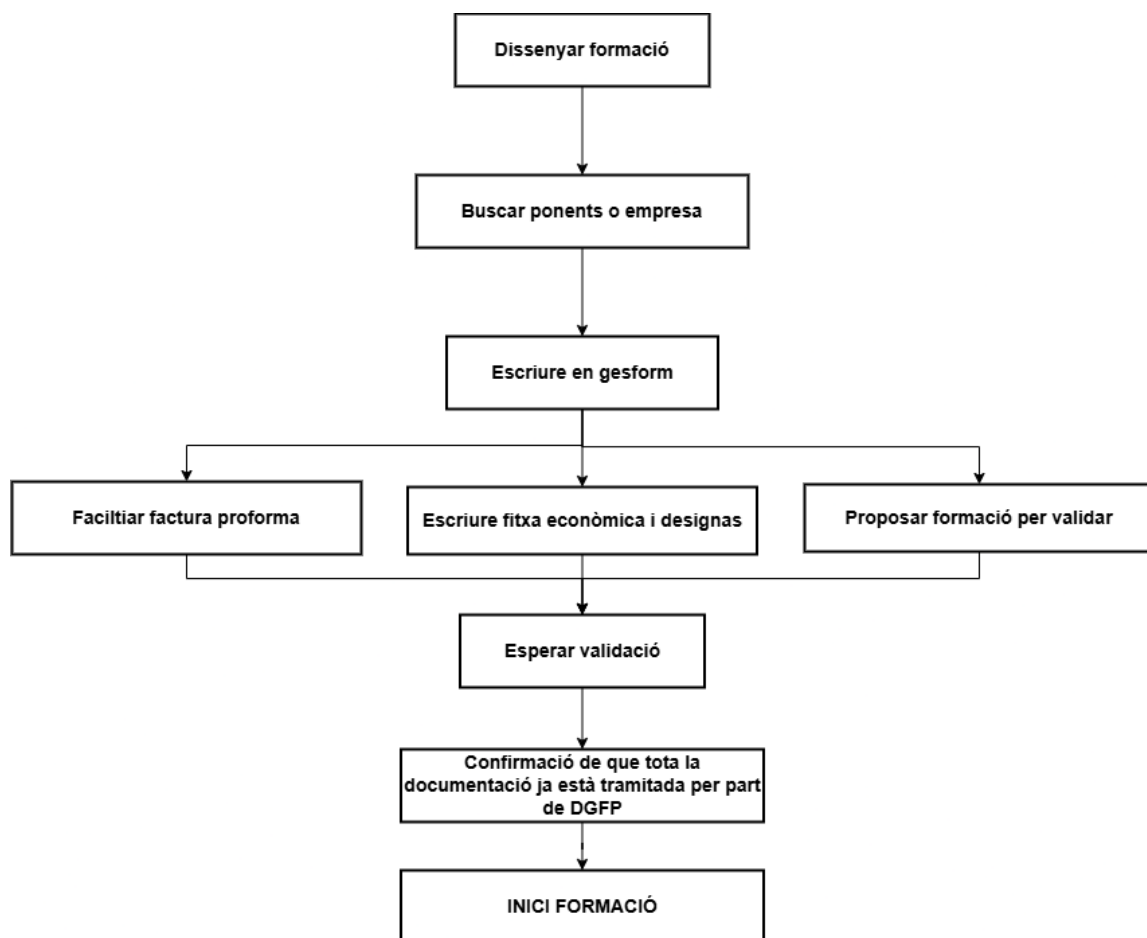 Dissenyar formació
Buscar ponents o empresa
Escriure en gesform
Faciltiar factura proforma
Escriure fitxa econòmica i designas
Proposar formació per validar
Esperar validació
Confirmació de que tota la
documentació ja està tramitada per part
de DGFP
INICI FORMACIÓ